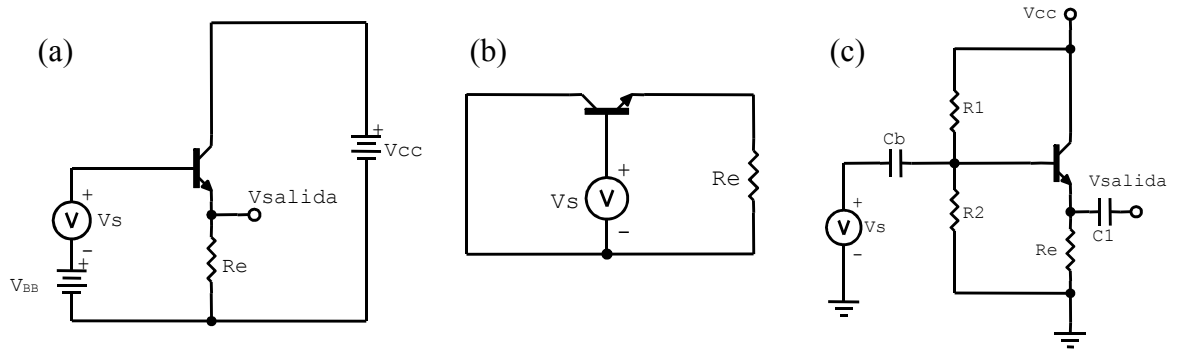 (a)
+
Vcc
+
V
Vs
-
+
VBB
Vsalida
Re
(b)
+
V
Vs
-
Re
(c)
Vcc
R1
Cb
+
V
Vs
-
R2
Vsalida
C1
Re